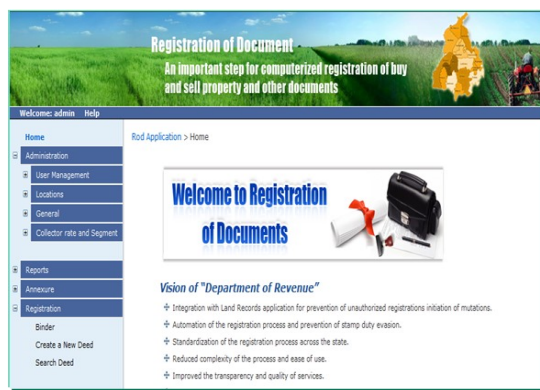 Registration of Document
An important step for computerized registration of buy
and sell property and other documents
Welcome: admin Help
Home
Administration
User Management
Locations
General
Collector rate and Segment
Reports
Annexure
Registration
Binder
Create a New Deed
Search Deed
Rod Application > Home
Welcome to Registration
of Documents
Vision of "Department of Revenue"
Integration with Land Records application for prevention of unauthorized registrations initiation of mutations.
Automation of the registration process and prevention of stamp duty evasion.
Standardization of the registration process across the state.
Reduced complexity of the process and ease of use.
Improved the transparency and quality of services.